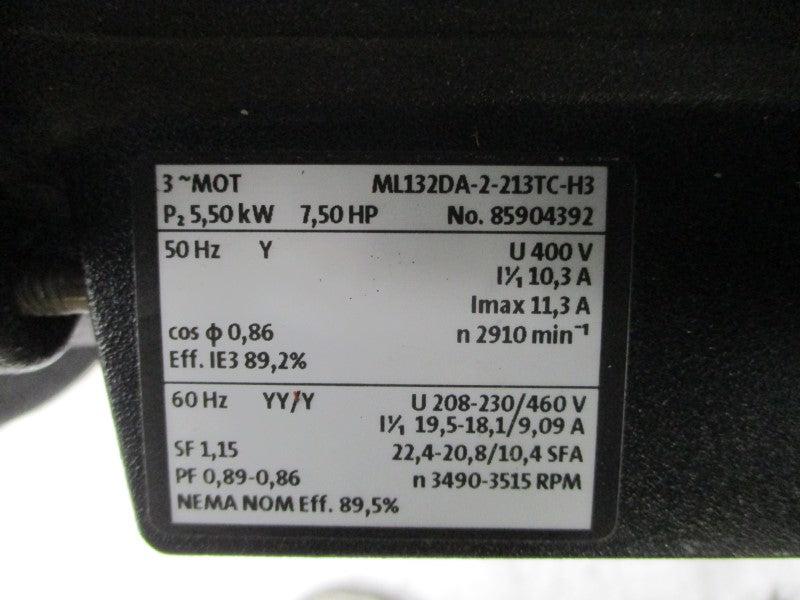 3 ~MOT ML132DA-2-213TC-H3
P₂ 5,50 kW 7,50 HP No. 85904392
50 Hz Y U 400 V
I¹⁄₁ 10,3 A
Imax 11,3 A
cos φ 0,86 n 2910 min⁻¹
Eff. IE3 89,2%
60 Hz YY/Y U 208-230/460 V
I¹⁄₁ 19,5-18,1/9,09 A
SF 1,15 22,4-20,8/10,4 SFA
PF 0,89-0,86 n 3490-3515 RPM
NEMA NOM Eff. 89,5%